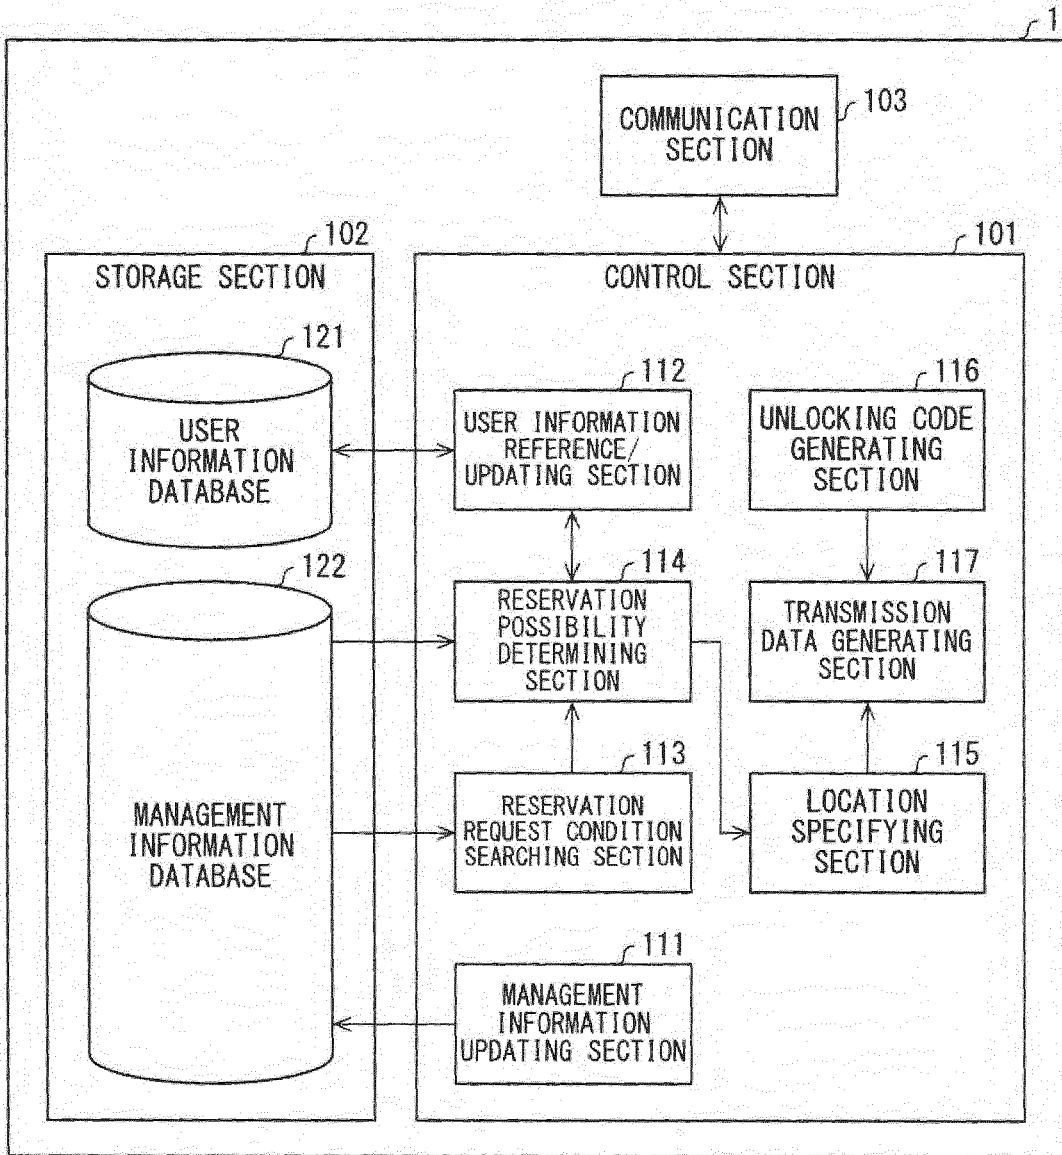 1
COMMUNICATION
SECTION
103
102
STORAGE SECTION
101
CONTROL SECTION
121
USER
INFORMATION
DATABASE
112
USER INFORMATION
REFERENCE/
UPDATING SECTION
116
UNLOCKING CODE
GENERATING
SECTION
122
MANAGEMENT
INFORMATION
DATABASE
114
RESERVATION
POSSIBILITY
DETERMINING
SECTION
117
TRANSMISSION
DATA GENERATING
SECTION
113
RESERVATION
REQUEST CONDITION
SEARCHING SECTION
115
LOCATION
SPECIFYING
SECTION
111
MANAGEMENT
INFORMATION
UPDATING SECTION